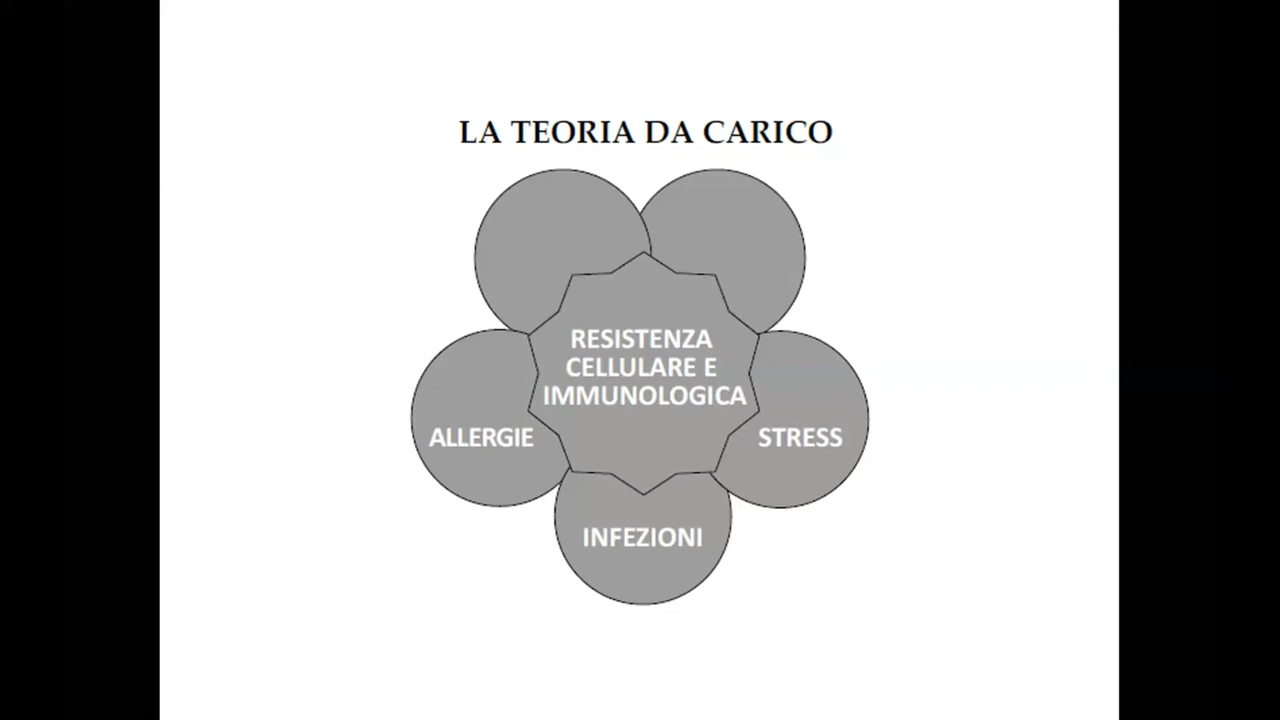 LA TEORIA DA CARICO
RESISTENZA
CELLULARE E
IMMUNOLOGICA
ALLERGIE
STRESS
INFEZIONI